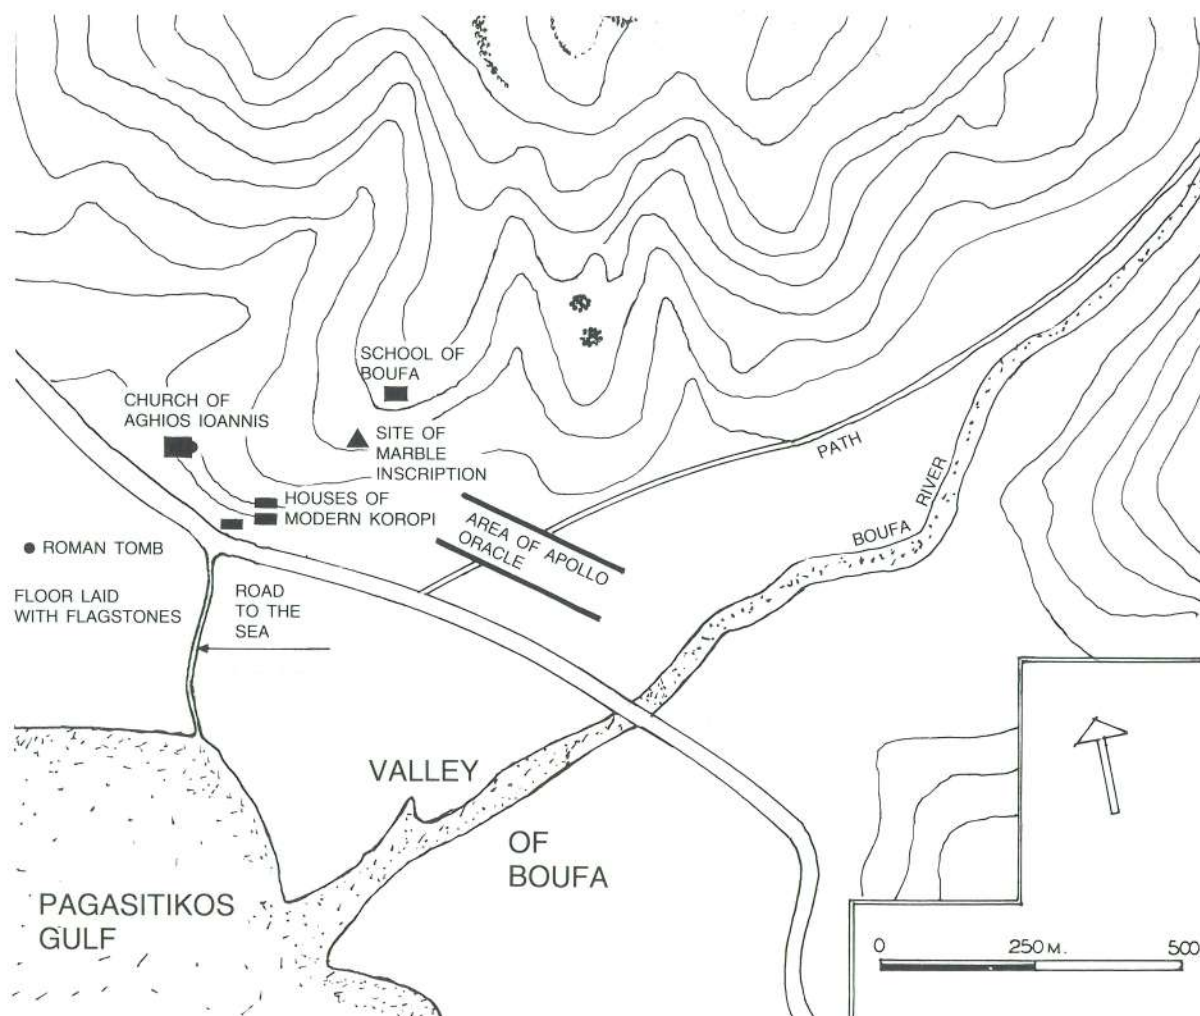 SCHOOL OF
BOUFA
CHURCH OF
AGHIOS IOANNIS
SITE OF
MARBLE
INSCRIPTION
PATH
HOUSES OF
MODERN KOROPI
AREA OF APOLLO
ORACLE
BOUFA
RIVER
ROMAN TOMB
FLOOR LAID
WITH FLAGSTONES
ROAD
TO THE
SEA
VALLEY
OF
BOUFA
PAGASITIKOS
GULF
0 250 M. 500